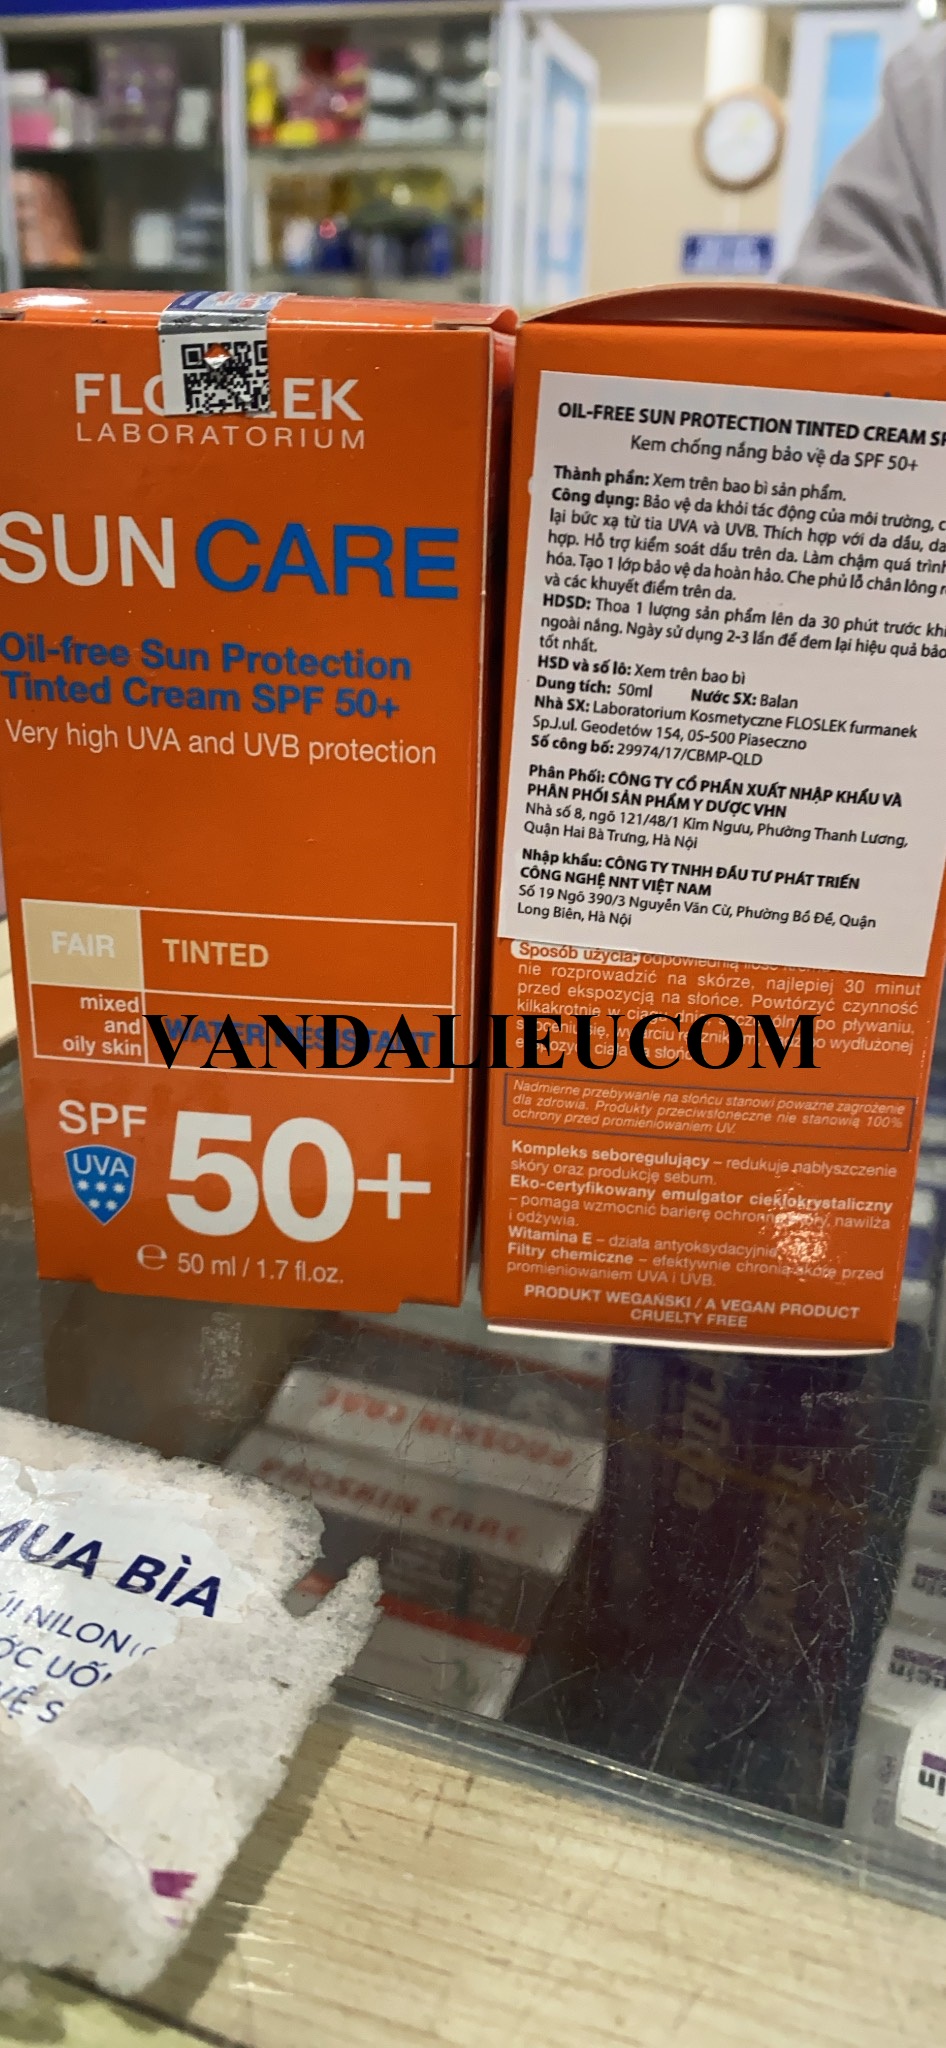 LABORATORIUM
SUN CARE
Oil-free Sun Protection
Tinted Cream SPF 50+
Very high UVA and UVB protection
FAIR TINTED
mixed
and
oily skin
WATER RESISTANT
SPF
UVA
50+
e 50 ml / 1.7 fl.oz.
OIL-FREE SUN PROTECTION TINTED CREAM
Kem chống nắng bảo vệ da SPF 50+
Thành phần: Xem trên bao bì sản phẩm.
Công dụng: Bảo vệ da khỏi tác động của môi trường,
lại bức xạ từ tia UVA và UVB. Thích hợp với da dầu, da
hợp. Hỗ trợ kiểm soát dầu trên da. Làm chậm quá trình
hóa. Tạo 1 lớp bảo vệ da hoàn hảo. Che phủ lỗ chân lông
và các khuyết điểm trên da.
HDSD: Thoa 1 lượng sản phẩm lên da 30 phút trước khi
ngoài nắng. Ngày sử dụng 2-3 lần để đem lại hiệu quả bảo
tốt nhất.
HSD và số lô: Xem trên bao bì
Dung tích: 50ml Nước SX: Balan
Nhà SX: Laboratorium Kosmetyczne FLOSLEK furmanek
Sp.J.ul. Geodetów 154, 05-500 Piaseczno
Số công bố: 29974/17/CBMP-QLD
Phân Phối: CÔNG TY CỔ PHẦN XUẤT NHẬP KHẨU VÀ
PHÂN PHỐI SẢN PHẨM Y DƯỢC VHN
Nhà số 8, ngõ 121/48/1 Kim Ngưu, Phường Thanh Lương,
Quận Hai Bà Trưng, Hà Nội
Nhập khẩu: CÔNG TY TNHH ĐẦU TƯ PHÁT TRIỂN
CÔNG NGHỆ NNT VIỆT NAM
Số 19 Ngõ 390/3 Nguyễn Văn Cừ, Phường Bồ Đề, Quận
Long Biên, Hà Nội
Sposób użycia: odpowiednią
nie rozprowadzić na skórze, najlepiej 30 minut
przed ekspozycją na słońce. Powtórzyć czynność
kilkakrotnie w ciągu dnia, po pływaniu,
wydłużonej
VANDALIEUCOM
Nadmierne przebywanie na słońcu stanowi poważne zagrożenie
dla zdrowia. Produkty przeciwsłoneczne nie stanowią 100%
ochrony przed promieniowaniem UV.
Kompleks seboregulujący – redukuje nabłyszczenie
skóry oraz produkcję sebum.
Eko-certyfikowany emulgator ciekłokrystaliczny
– pomaga wzmocnić barierę nawilża
i odżywia.
Witamina E – działa antyoksydacyjnie
Filtry chemiczne – efektywnie chronią skórę przed
promieniowaniem UVA i UVB.
PRODUKT WEGAŃSKI / A VEGAN PRODUCT
CRUELTY FREE
PROSKIN CARE
MUA BÌA
NILON